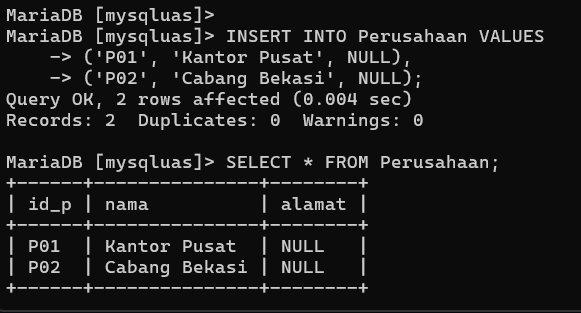 MariaDB [mysqluas]>
MariaDB [mysqluas]> INSERT INTO Perusahaan VALUES
    -> ('P01', 'Kantor Pusat', NULL),
    -> ('P02', 'Cabang Bekasi', NULL);
Query OK, 2 rows affected (0.004 sec)
Records: 2  Duplicates: 0  Warnings: 0

MariaDB [mysqluas]> SELECT * FROM Perusahaan;
+------+---------------+--------+
| id_p | nama          | alamat |
+------+---------------+--------+
| P01  | Kantor Pusat  | NULL   |
| P02  | Cabang Bekasi | NULL   |
+------+---------------+--------+